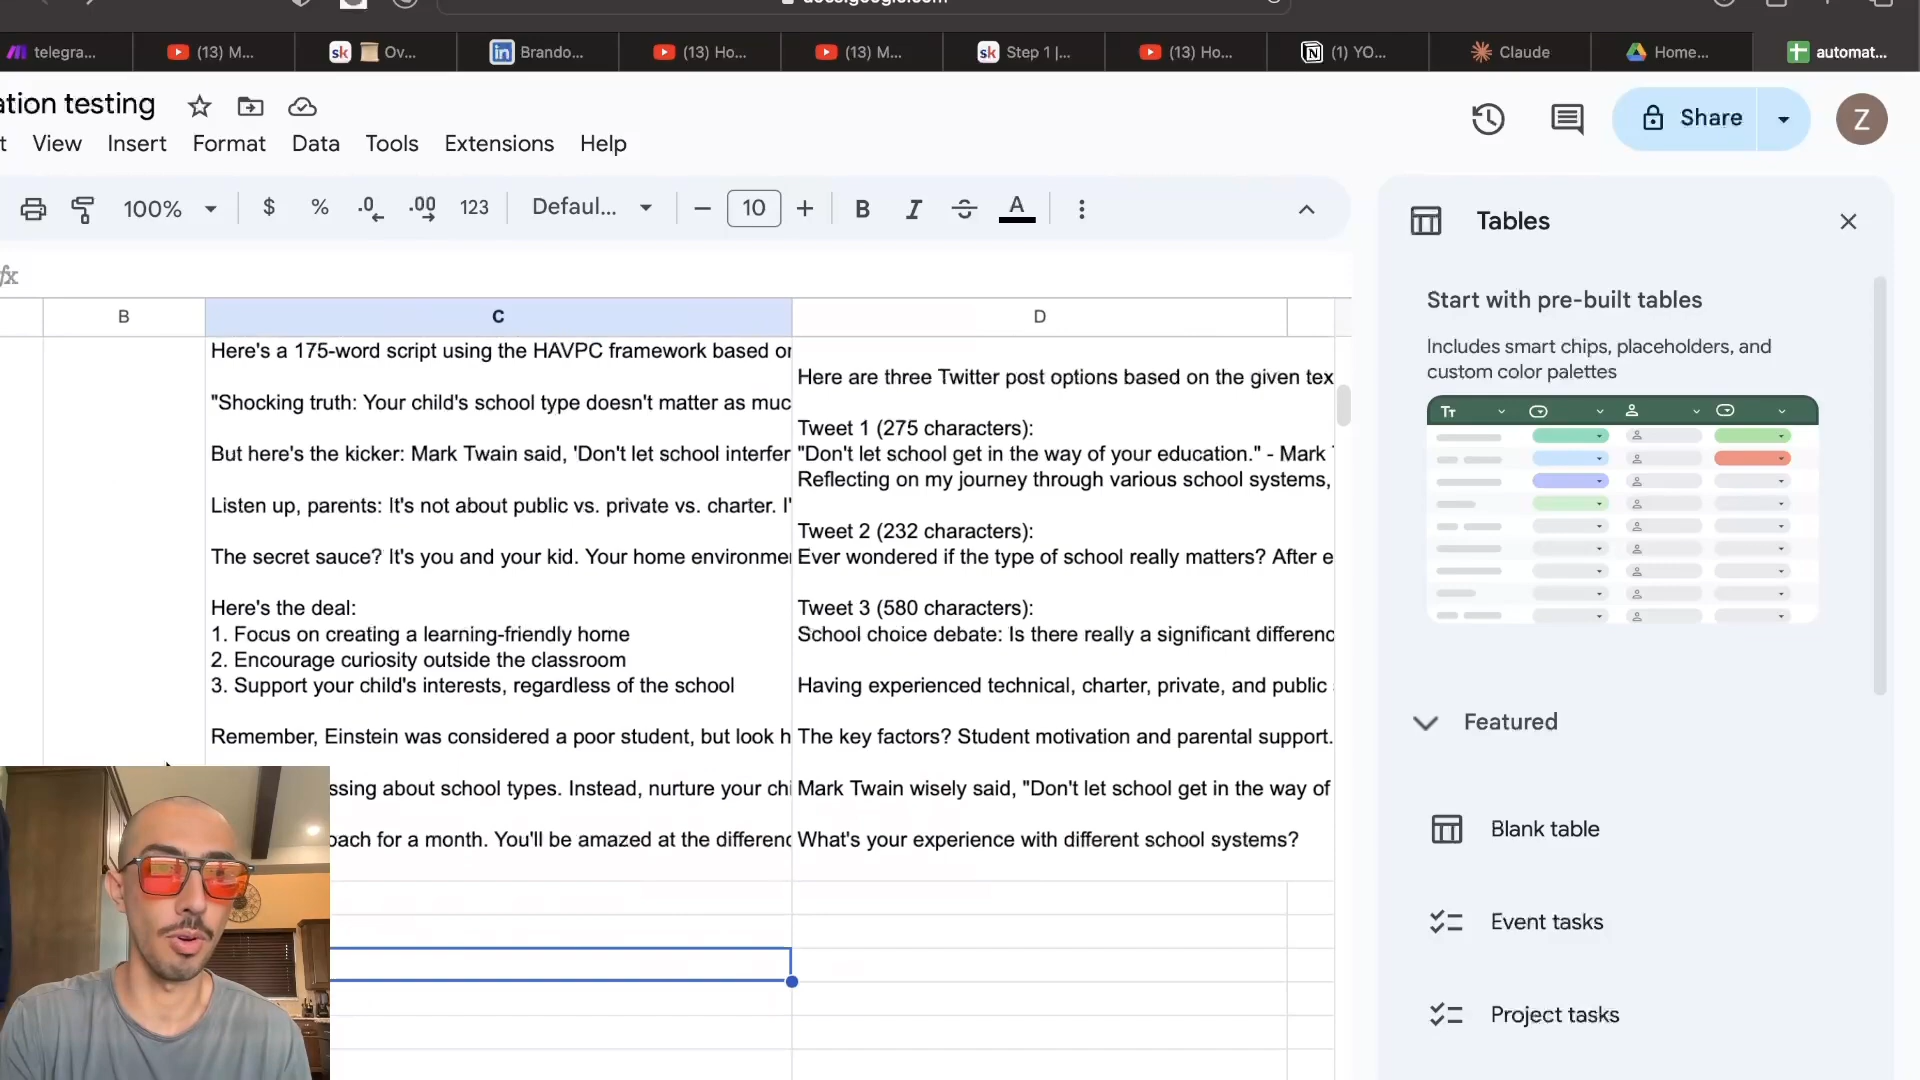 telegra...
(13) M...
sk Ov...
in Brando...
(13) Ho...
(13) M...
sk Step 1 |...
(13) Ho...
(1) YO...
Claude
Home...
automat...
ation testing
Share
Z
t View Insert Format Data Tools Extensions Help
100% $ % .0 .00 123 Defaul... − 10 + B I S A
fx
B C D
Here's a 175-word script using the HAVPC framework based or
"Shocking truth: Your child's school type doesn't matter as muc
But here's the kicker: Mark Twain said, 'Don't let school interfer
Listen up, parents: It's not about public vs. private vs. charter. I'
The secret sauce? It's you and your kid. Your home environme
Here's the deal:
1. Focus on creating a learning-friendly home
2. Encourage curiosity outside the classroom
3. Support your child's interests, regardless of the school
Remember, Einstein was considered a poor student, but look h
ssing about school types. Instead, nurture your chi
oach for a month. You'll be amazed at the differenc
Here are three Twitter post options based on the given tex
Tweet 1 (275 characters):
"Don't let school get in the way of your education." - Mark
Reflecting on my journey through various school systems,
Tweet 2 (232 characters):
Ever wondered if the type of school really matters? After e
Tweet 3 (580 characters):
School choice debate: Is there really a significant differenc
Having experienced technical, charter, private, and public
The key factors? Student motivation and parental support.
Mark Twain wisely said, "Don't let school get in the way of
What's your experience with different school systems?
Tables
Start with pre-built tables
Includes smart chips, placeholders, and
custom color palettes
Tт
Featured
Blank table
Event tasks
Project tasks